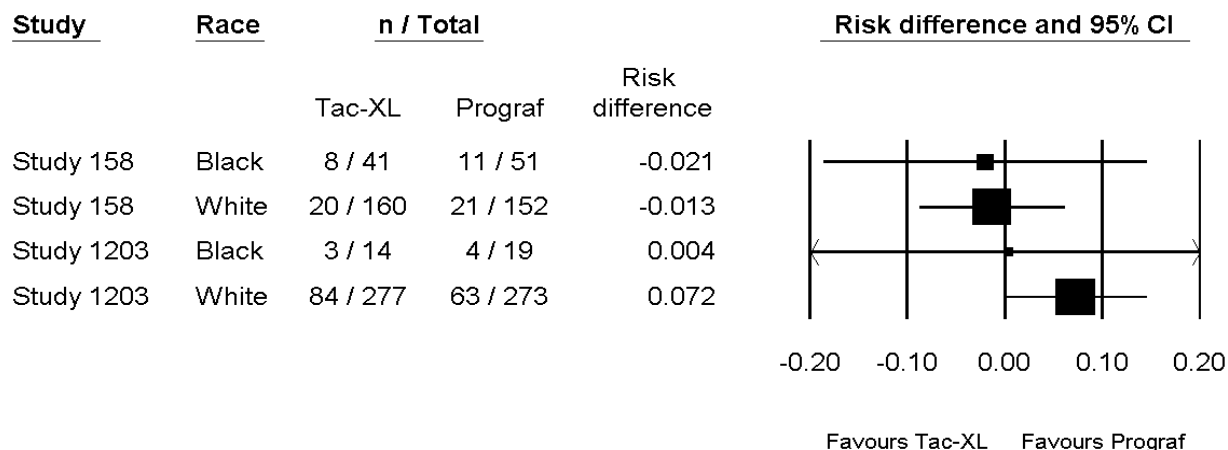 Study Race n / Total Risk difference and 95% CI
Risk
Tac-XL Prograf difference
Study 158 Black 8 / 41 11 / 51 -0.021
Study 158 White 20 / 160 21 / 152 -0.013
Study 1203 Black 3 / 14 4 / 19 0.004
Study 1203 White 84 / 277 63 / 273 0.072
-0.20 -0.10 0.00 0.10 0.20
Favours Tac-XL Favours Prograf